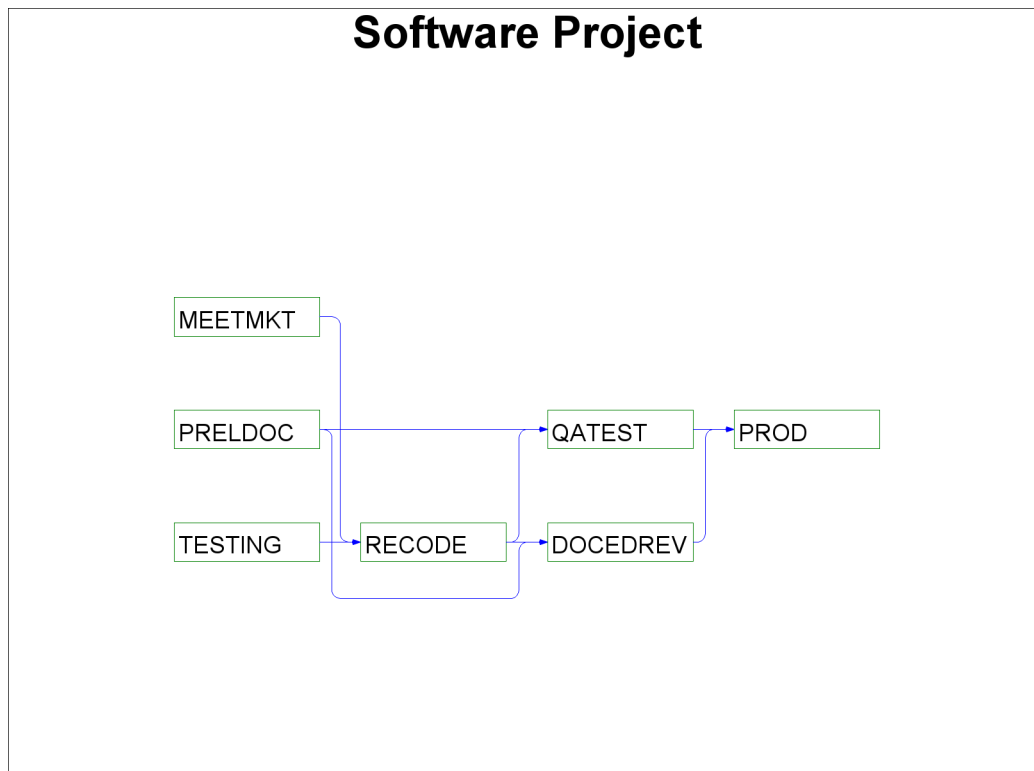 Software Project
MEETMKT
PRELDOC
QATEST
PROD
TESTING
RECODE
DOCEDREV